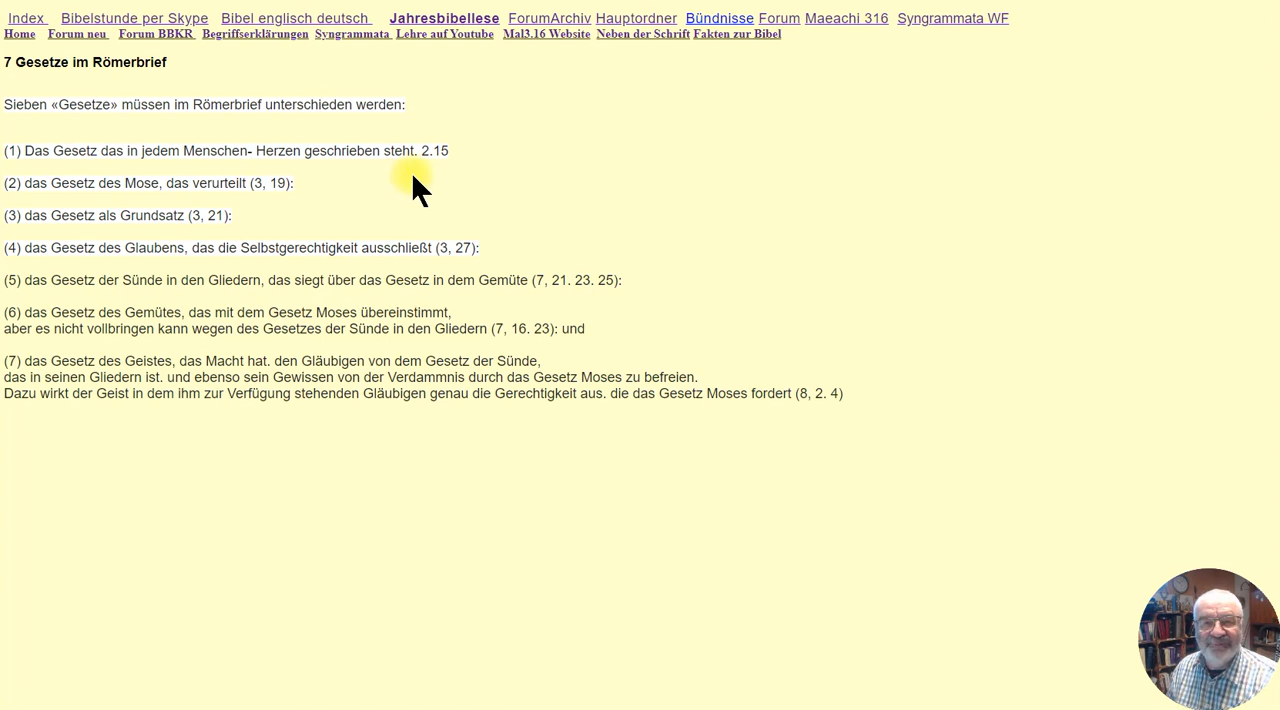 Index Bibelstunde per Skype Bibel englisch deutsch Jahresbibellese ForumArchiv Hauptordner Bündnisse Forum Maeachi 316 Syngrammata WF
Home Forum neu Forum BBKR Begriffserklärungen Syngrammata Lehre auf Youtube Mal3.16 Website Neben der Schrift Fakten zur Bibel
7 Gesetze im Römerbrief
Sieben «Gesetze» müssen im Römerbrief unterschieden werden:
(1) Das Gesetz das in jedem Menschen- Herzen geschrieben steht. 2.15
(2) das Gesetz des Mose, das verurteilt (3, 19):
(3) das Gesetz als Grundsatz (3, 21):
(4) das Gesetz des Glaubens, das die Selbstgerechtigkeit ausschließt (3, 27):
(5) das Gesetz der Sünde in den Gliedern, das siegt über das Gesetz in dem Gemüte (7, 21. 23. 25):
(6) das Gesetz des Gemütes, das mit dem Gesetz Moses übereinstimmt,
aber es nicht vollbringen kann wegen des Gesetzes der Sünde in den Gliedern (7, 16. 23): und
(7) das Gesetz des Geistes, das Macht hat. den Gläubigen von dem Gesetz der Sünde,
das in seinen Gliedern ist. und ebenso sein Gewissen von der Verdammnis durch das Gesetz Moses zu befreien.
Dazu wirkt der Geist in dem ihm zur Verfügung stehenden Gläubigen genau die Gerechtigkeit aus. die das Gesetz Moses fordert (8, 2. 4)